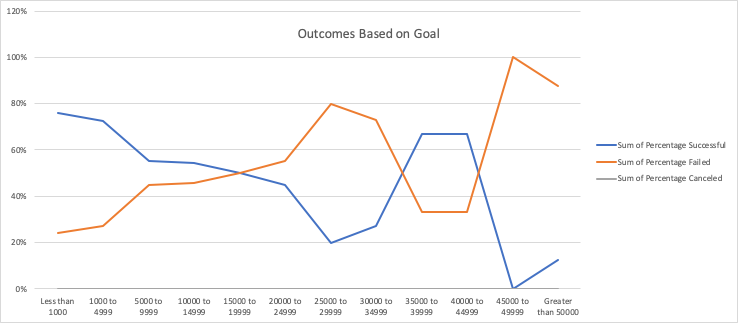 Outcomes Based on Goal
120%
100%
80%
60%
40%
20%
0%
Less than 1000
1000 to 4999
5000 to 9999
10000 to 14999
15000 to 19999
20000 to 24999
25000 to 29999
30000 to 34999
35000 to 39999
40000 to 44999
45000 to 49999
Greater than 50000
Sum of Percentage Successful
Sum of Percentage Failed
Sum of Percentage Canceled